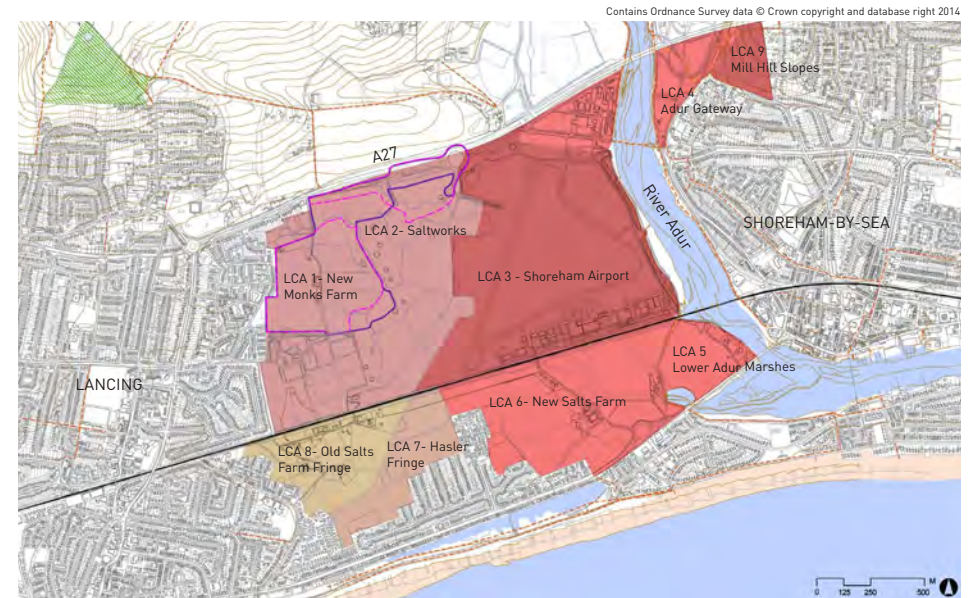 Contains Ordnance Survey data © Crown copyright and database right 2014
LCA 9
Mill Hill Slopes
LCA 4
Adur Gateway
A27
River Adur
SHOREHAM-BY-SEA
LCA 2- Saltworks
LCA 1- New
Monks Farm
LCA 3 - Shoreham Airport
LCA 5
Lower Adur Marshes
LANCING
LCA 6- New Salts Farm
LCA 7- Hasler
Fringe
LCA 8- Old Salts
Farm Fringe
M
0 125 250 500